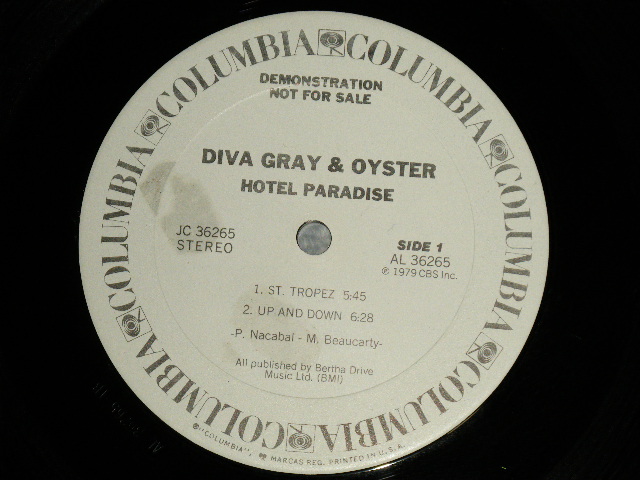 COLUMBIA COLUMBIA COLUMBIA COLUMBIA COLUMBIA COLUMBIA
DEMONSTRATION
NOT FOR SALE
DIVA GRAY & OYSTER
HOTEL PARADISE
JC 36265
STEREO
SIDE 1
AL 36265
℗ 1979 CBS Inc.
1. ST. TROPEZ 5:45
2. UP AND DOWN 6:28
-P. Nacabal - M. Beaucarty-
All published by Bertha Drive
Music Ltd. (BMI)
®"COLUMBIA", MARCAS REG. PRINTED IN U.S.A.